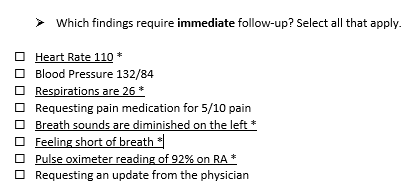 ➤ Which findings require immediate follow-up? Select all that apply.
☐ Heart Rate 110 *
☐ Blood Pressure 132/84
☐ Respirations are 26 *
☐ Requesting pain medication for 5/10 pain
☐ Breath sounds are diminished on the left *
☐ Feeling short of breath *
☐ Pulse oximeter reading of 92% on RA *
☐ Requesting an update from the physician